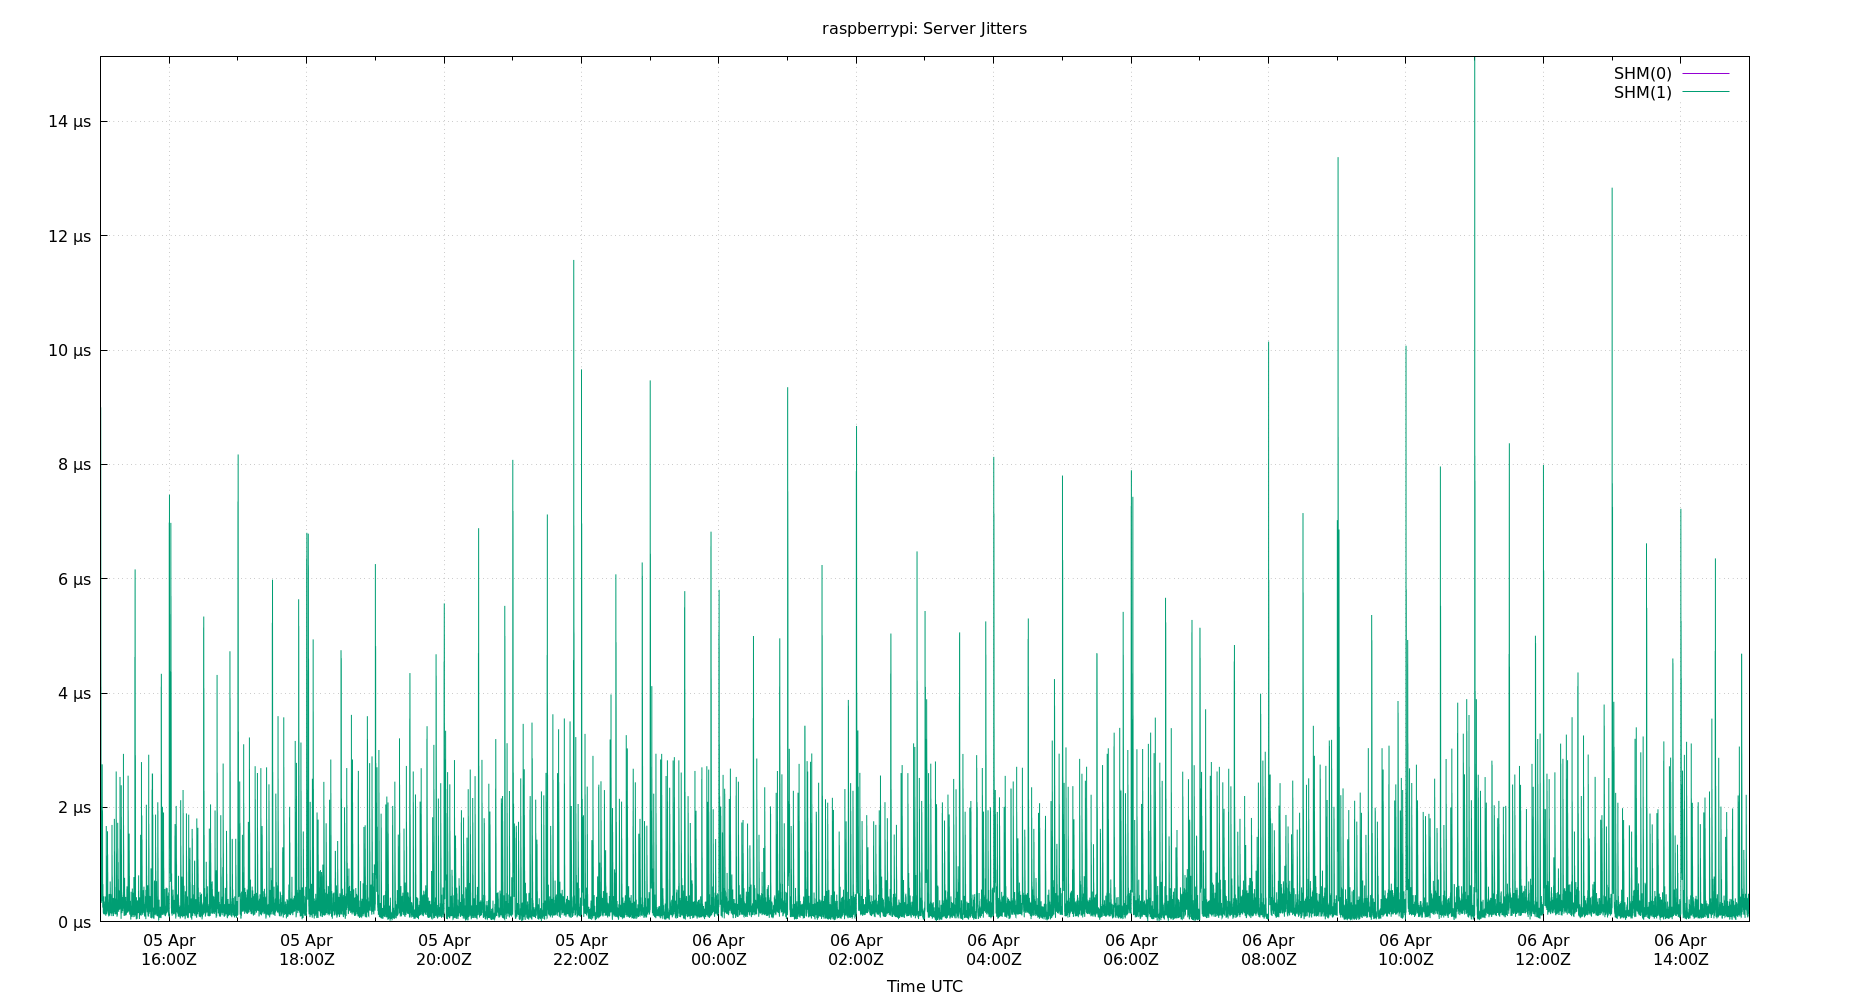 raspberrypi: Server Jitters
SHM(0)
SHM(1)
14 µs
12 µs
10 µs
8 µs
6 µs
4 µs
2 µs
0 µs
05 Apr 05 Apr 05 Apr 05 Apr 06 Apr 06 Apr 06 Apr 06 Apr 06 Apr 06 Apr 06 Apr 06 Apr
16:00Z 18:00Z 20:00Z 22:00Z 00:00Z 02:00Z 04:00Z 06:00Z 08:00Z 10:00Z 12:00Z 14:00Z
Time UTC